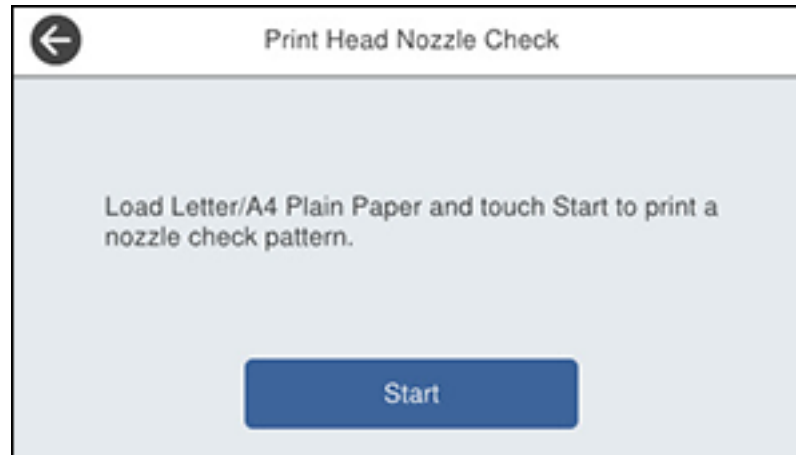 Print Head Nozzle Check
Load Letter/A4 Plain Paper and touch Start to print a
nozzle check pattern.
Start